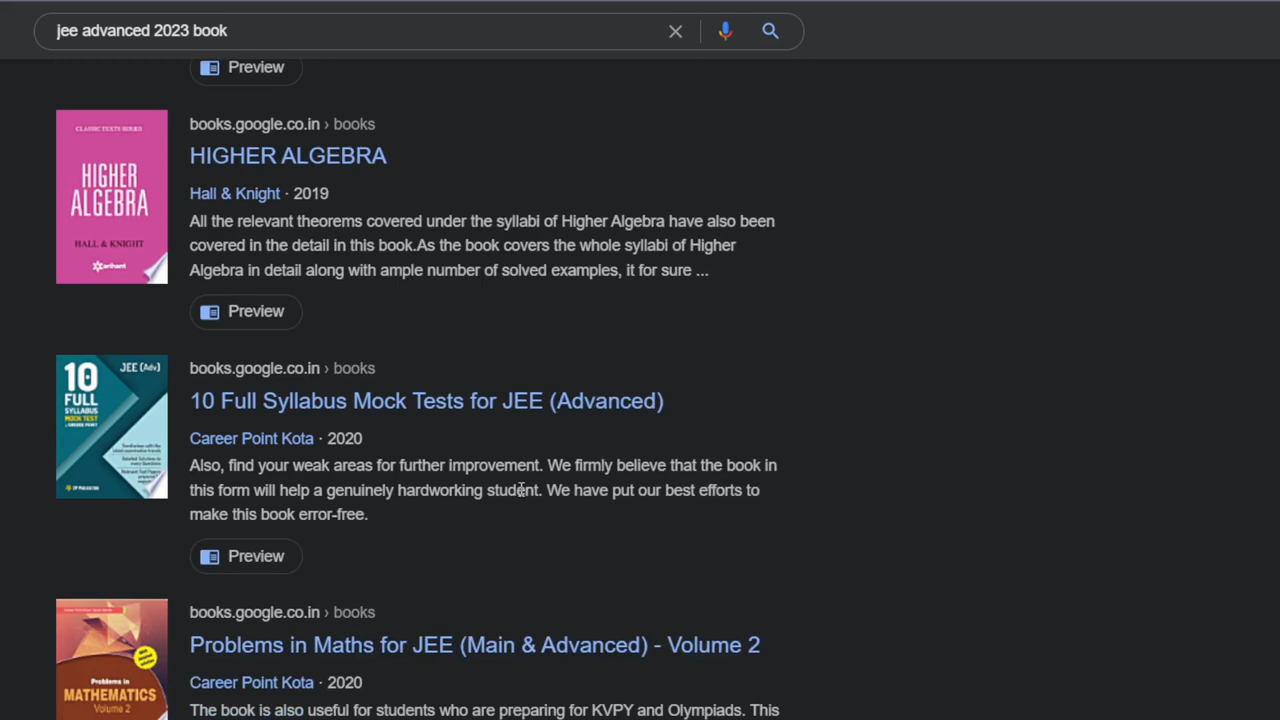 jee advanced 2023 book
Preview
CLASSIC TEXTS SERIES
HIGHER
ALGEBRA
HALL & KNIGHT
arihant
books.google.co.in › books
HIGHER ALGEBRA
Hall & Knight · 2019
All the relevant theorems covered under the syllabi of Higher Algebra have also been
covered in the detail in this book.As the book covers the whole syllabi of Higher
Algebra in detail along with ample number of solved examples, it for sure ...
Preview
10
JEE (Adv)
FULL
SYLLABUS
MOCK TEST
CP PUBLICATION
books.google.co.in › books
10 Full Syllabus Mock Tests for JEE (Advanced)
Career Point Kota · 2020
Also, find your weak areas for further improvement. We firmly believe that the book in
this form will help a genuinely hardworking student. We have put our best efforts to
make this book error-free.
Preview
Problems in
MATHEMATICS
Volume 2
books.google.co.in › books
Problems in Maths for JEE (Main & Advanced) - Volume 2
Career Point Kota · 2020
The book is also useful for students who are preparing for KVPY and Olympiads. This